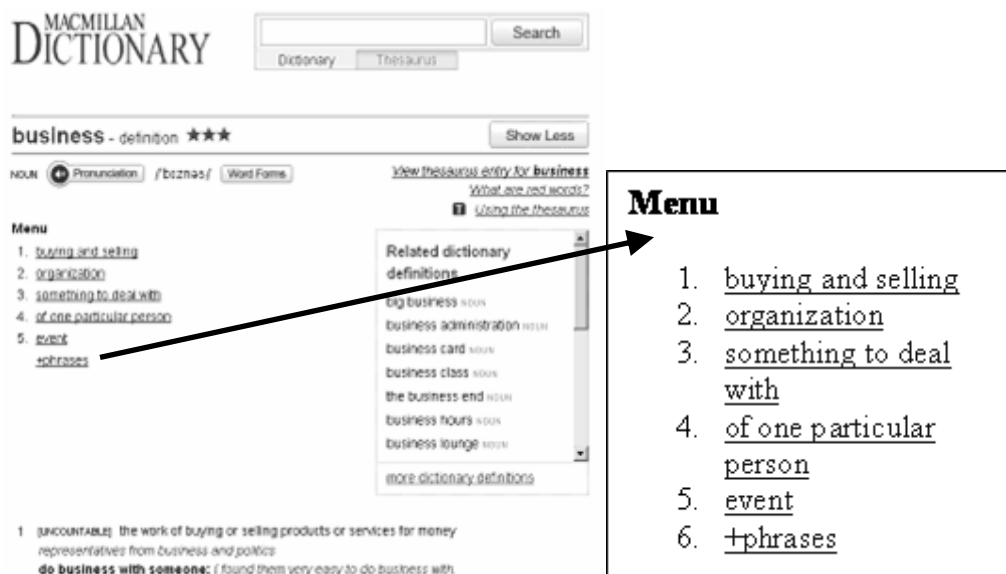 MACMILLAN
DICTIONARY
Search
Dictionary Thesaurus
business - definition ★★★
Show Less
NOUN Pronunciation /ˈbɪznəs/ Word Forms
View thesaurus entry for business
What are red words?
T Using the thesaurus
Menu
1. buying and selling
2. organization
3. something to deal with
4. of one particular person
5. event
+phrases
Related dictionary
definitions
big business NOUN
business administration NOUN
business card NOUN
business class NOUN
the business end NOUN
business hours NOUN
business lounge NOUN
more dictionary definitions
1 [UNCOUNTABLE] the work of buying or selling products or services for money
representatives from business and politics
do business with someone: I found them very easy to do business with.
Menu
1. buying and selling
2. organization
3. something to deal
with
4. of one particular
person
5. event
6. +phrases